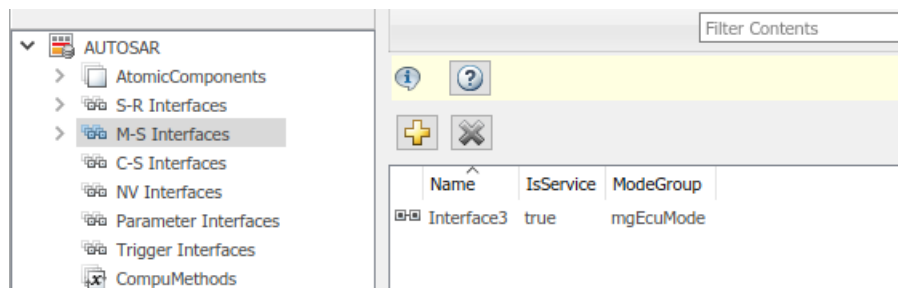 Filter Contents
AUTOSAR
AtomicComponents
S-R Interfaces
M-S Interfaces
C-S Interfaces
NV Interfaces
Parameter Interfaces
Trigger Interfaces
CompuMethods
Name IsService ModeGroup
Interface3 true mgEcuMode